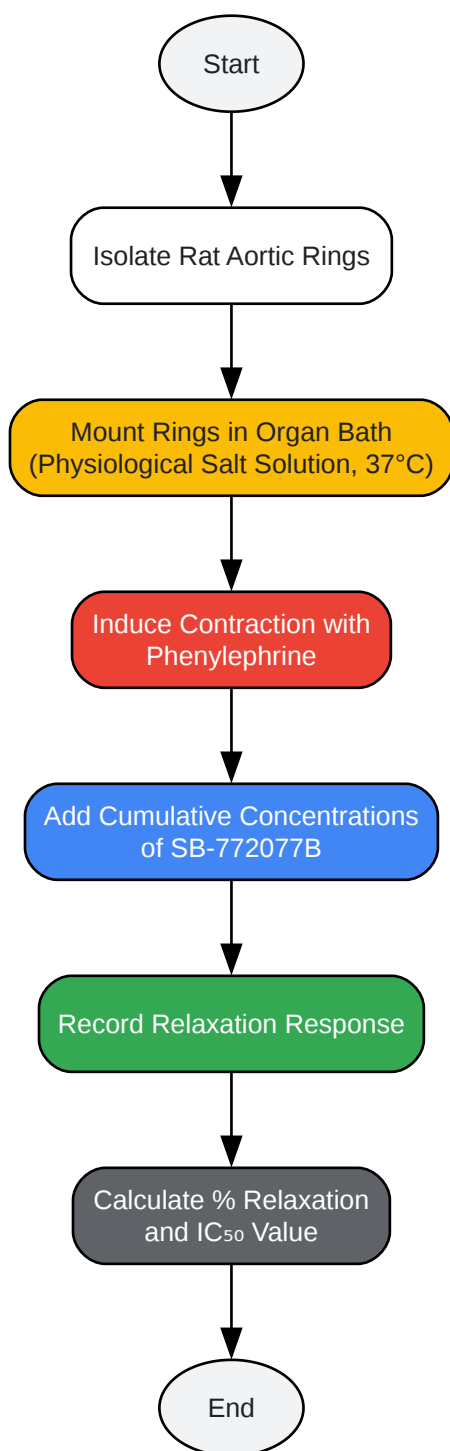 Start
Isolate Rat Aortic Rings
Mount Rings in Organ Bath
(Physiological Salt Solution, 37°C)
Induce Contraction with
Phenylephrine
Add Cumulative Concentrations
of SB-772077B
Record Relaxation Response
Calculate % Relaxation
and IC₅₀ Value
End